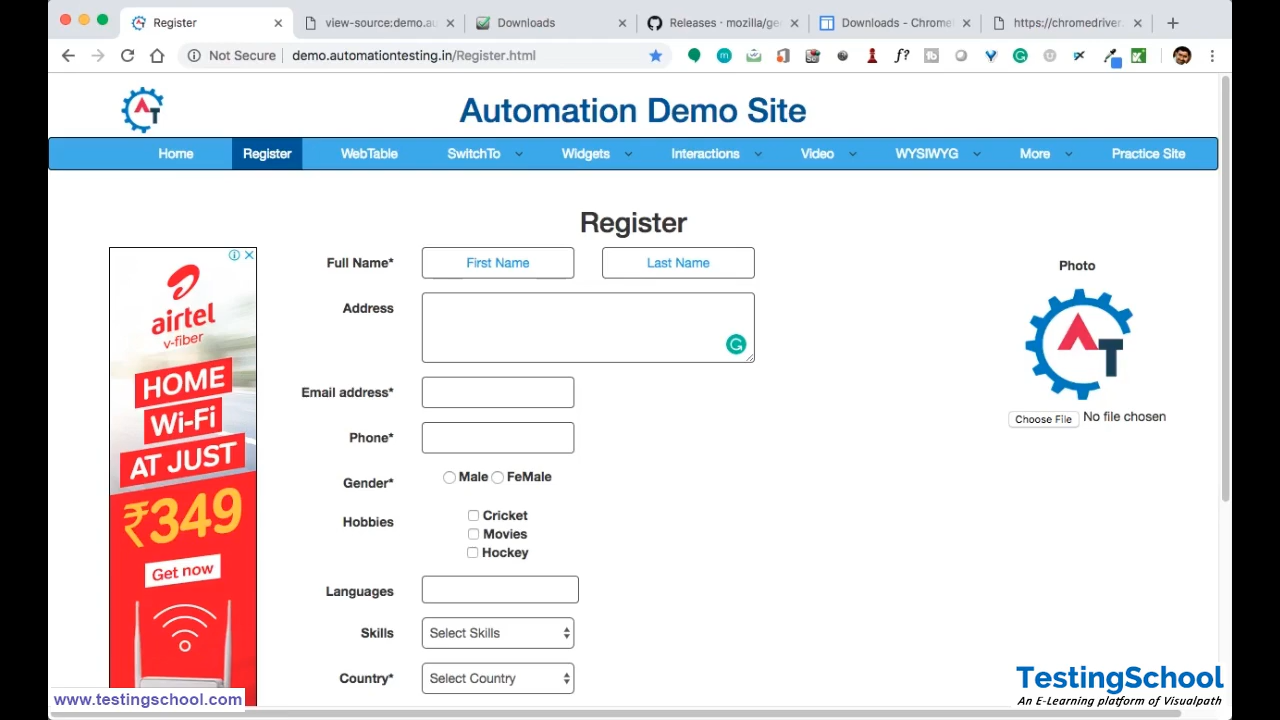 Register
view-source:demo.au
Downloads
Releases · mozilla/ge
Downloads - Chrome
https://chromedriver.
Not Secure
demo.automationtesting.in/Register.html
Automation Demo Site
Home Register WebTable SwitchTo Widgets Interactions Video WYSIWYG More Practice Site
Register
Full Name* First Name Last Name
Photo
Address
Email address*
Choose File No file chosen
Phone*
Gender* Male FeMale
Hobbies Cricket
Movies
Hockey
Languages
Skills Select Skills
Country* Select Country
airtel
v-fiber
HOME
Wi-Fi
AT JUST
₹349
Get now
www.testingschool.com
TestingSchool
An E-Learning platform of Visualpath